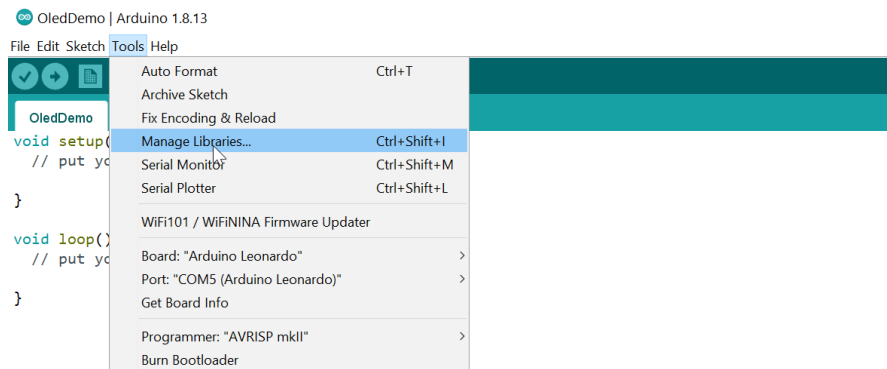 OledDemo | Arduino 1.8.13
File Edit Sketch Tools Help
Auto Format Ctrl+T
Archive Sketch
Fix Encoding & Reload
Manage Libraries... Ctrl+Shift+I
Serial Monitor Ctrl+Shift+M
Serial Plotter Ctrl+Shift+L
WiFi101 / WiFiNINA Firmware Updater
Board: "Arduino Leonardo"
Port: "COM5 (Arduino Leonardo)"
Get Board Info
Programmer: "AVRISP mkII"
Burn Bootloader
OledDemo
void setup(
// put yo
}
void loop()
// put yo
}